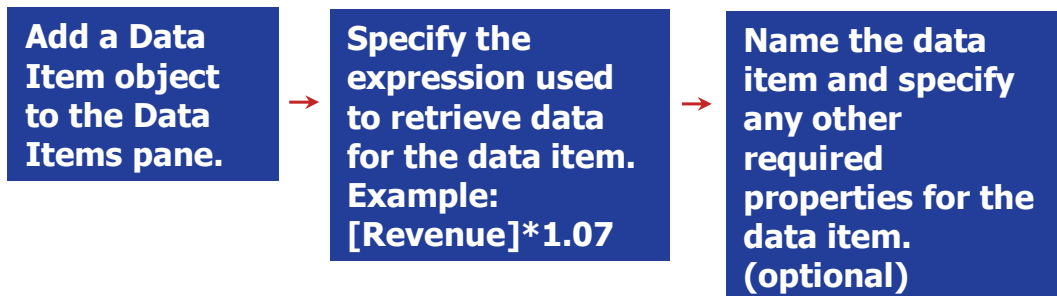 Add a Data
Item object
to the Data
Items pane.
Specify the
expression used
to retrieve data
for the data item.
Example:
[Revenue]*1.07
Name the data
item and specify
any other
required
properties for the
data item.
(optional)